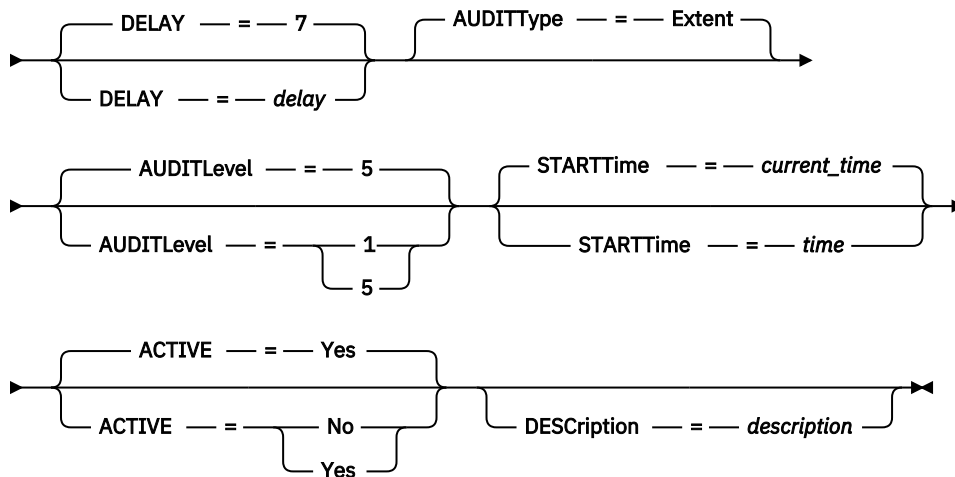 DELAY = 7 AUDITType = Extent
DELAY = delay
AUDITLevel = 5 STARTTime = current_time
AUDITLevel = 1 STARTTime = time
5
ACTIVE = Yes
ACTIVE = No DESCription = description
Yes